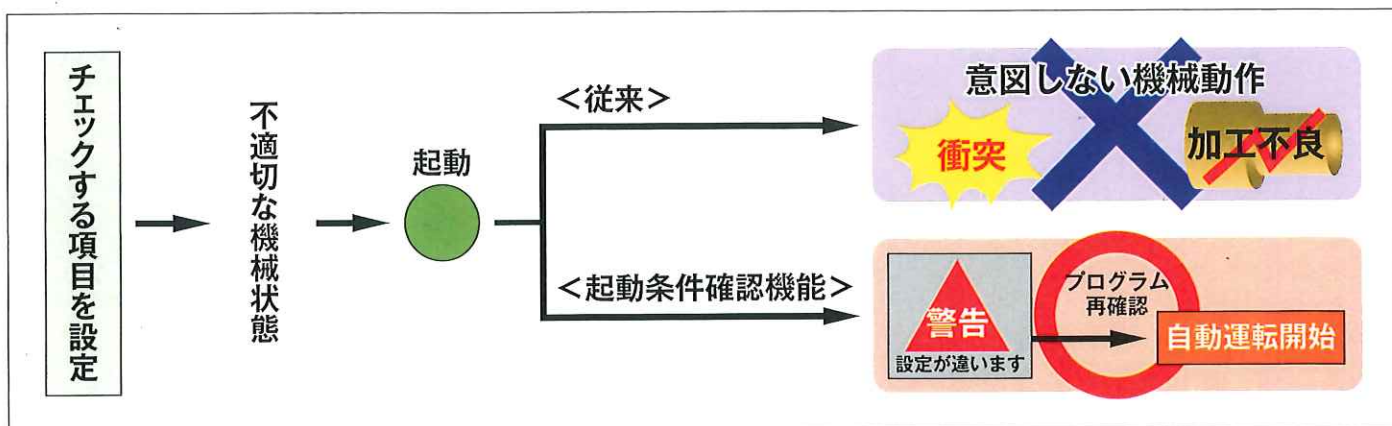 チェックする項目を設定
不適切な機械状態
起動
＜従来＞
意図しない機械動作
衝突
加工不良
＜起動条件確認機能＞
警告
設定が違います
プログラム
再確認
自動運転開始